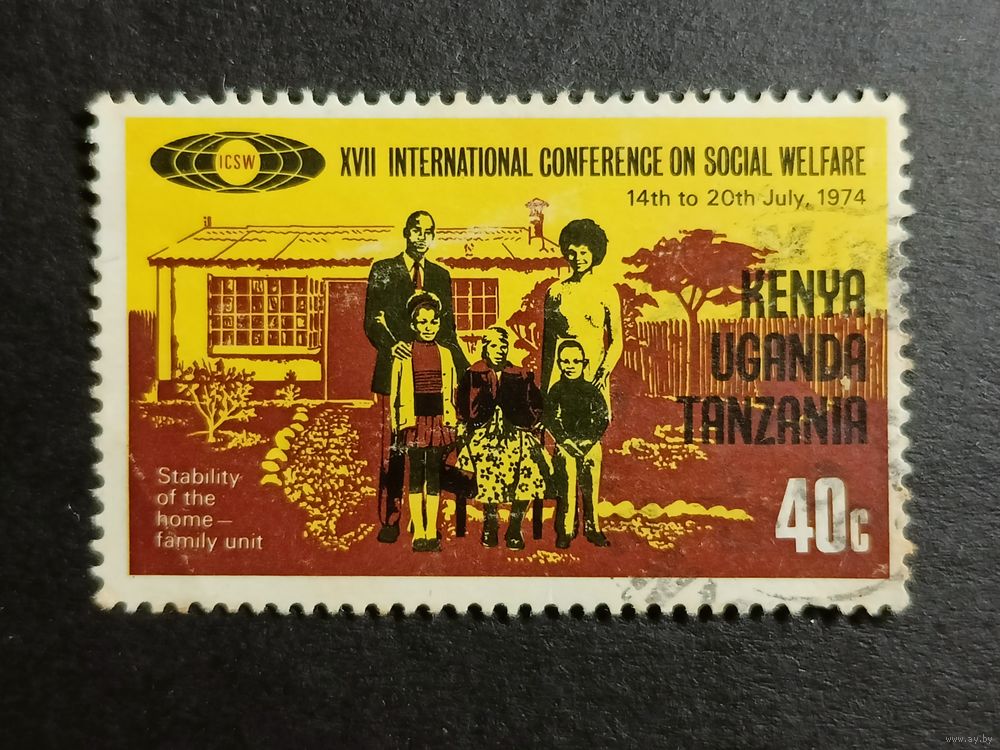 ICSW
XVII INTERNATIONAL CONFERENCE ON SOCIAL WELFARE
14th to 20th July, 1974
KENYA
UGANDA
TANZANIA
Stability
of the
home—
family unit
40c
www.ay.by